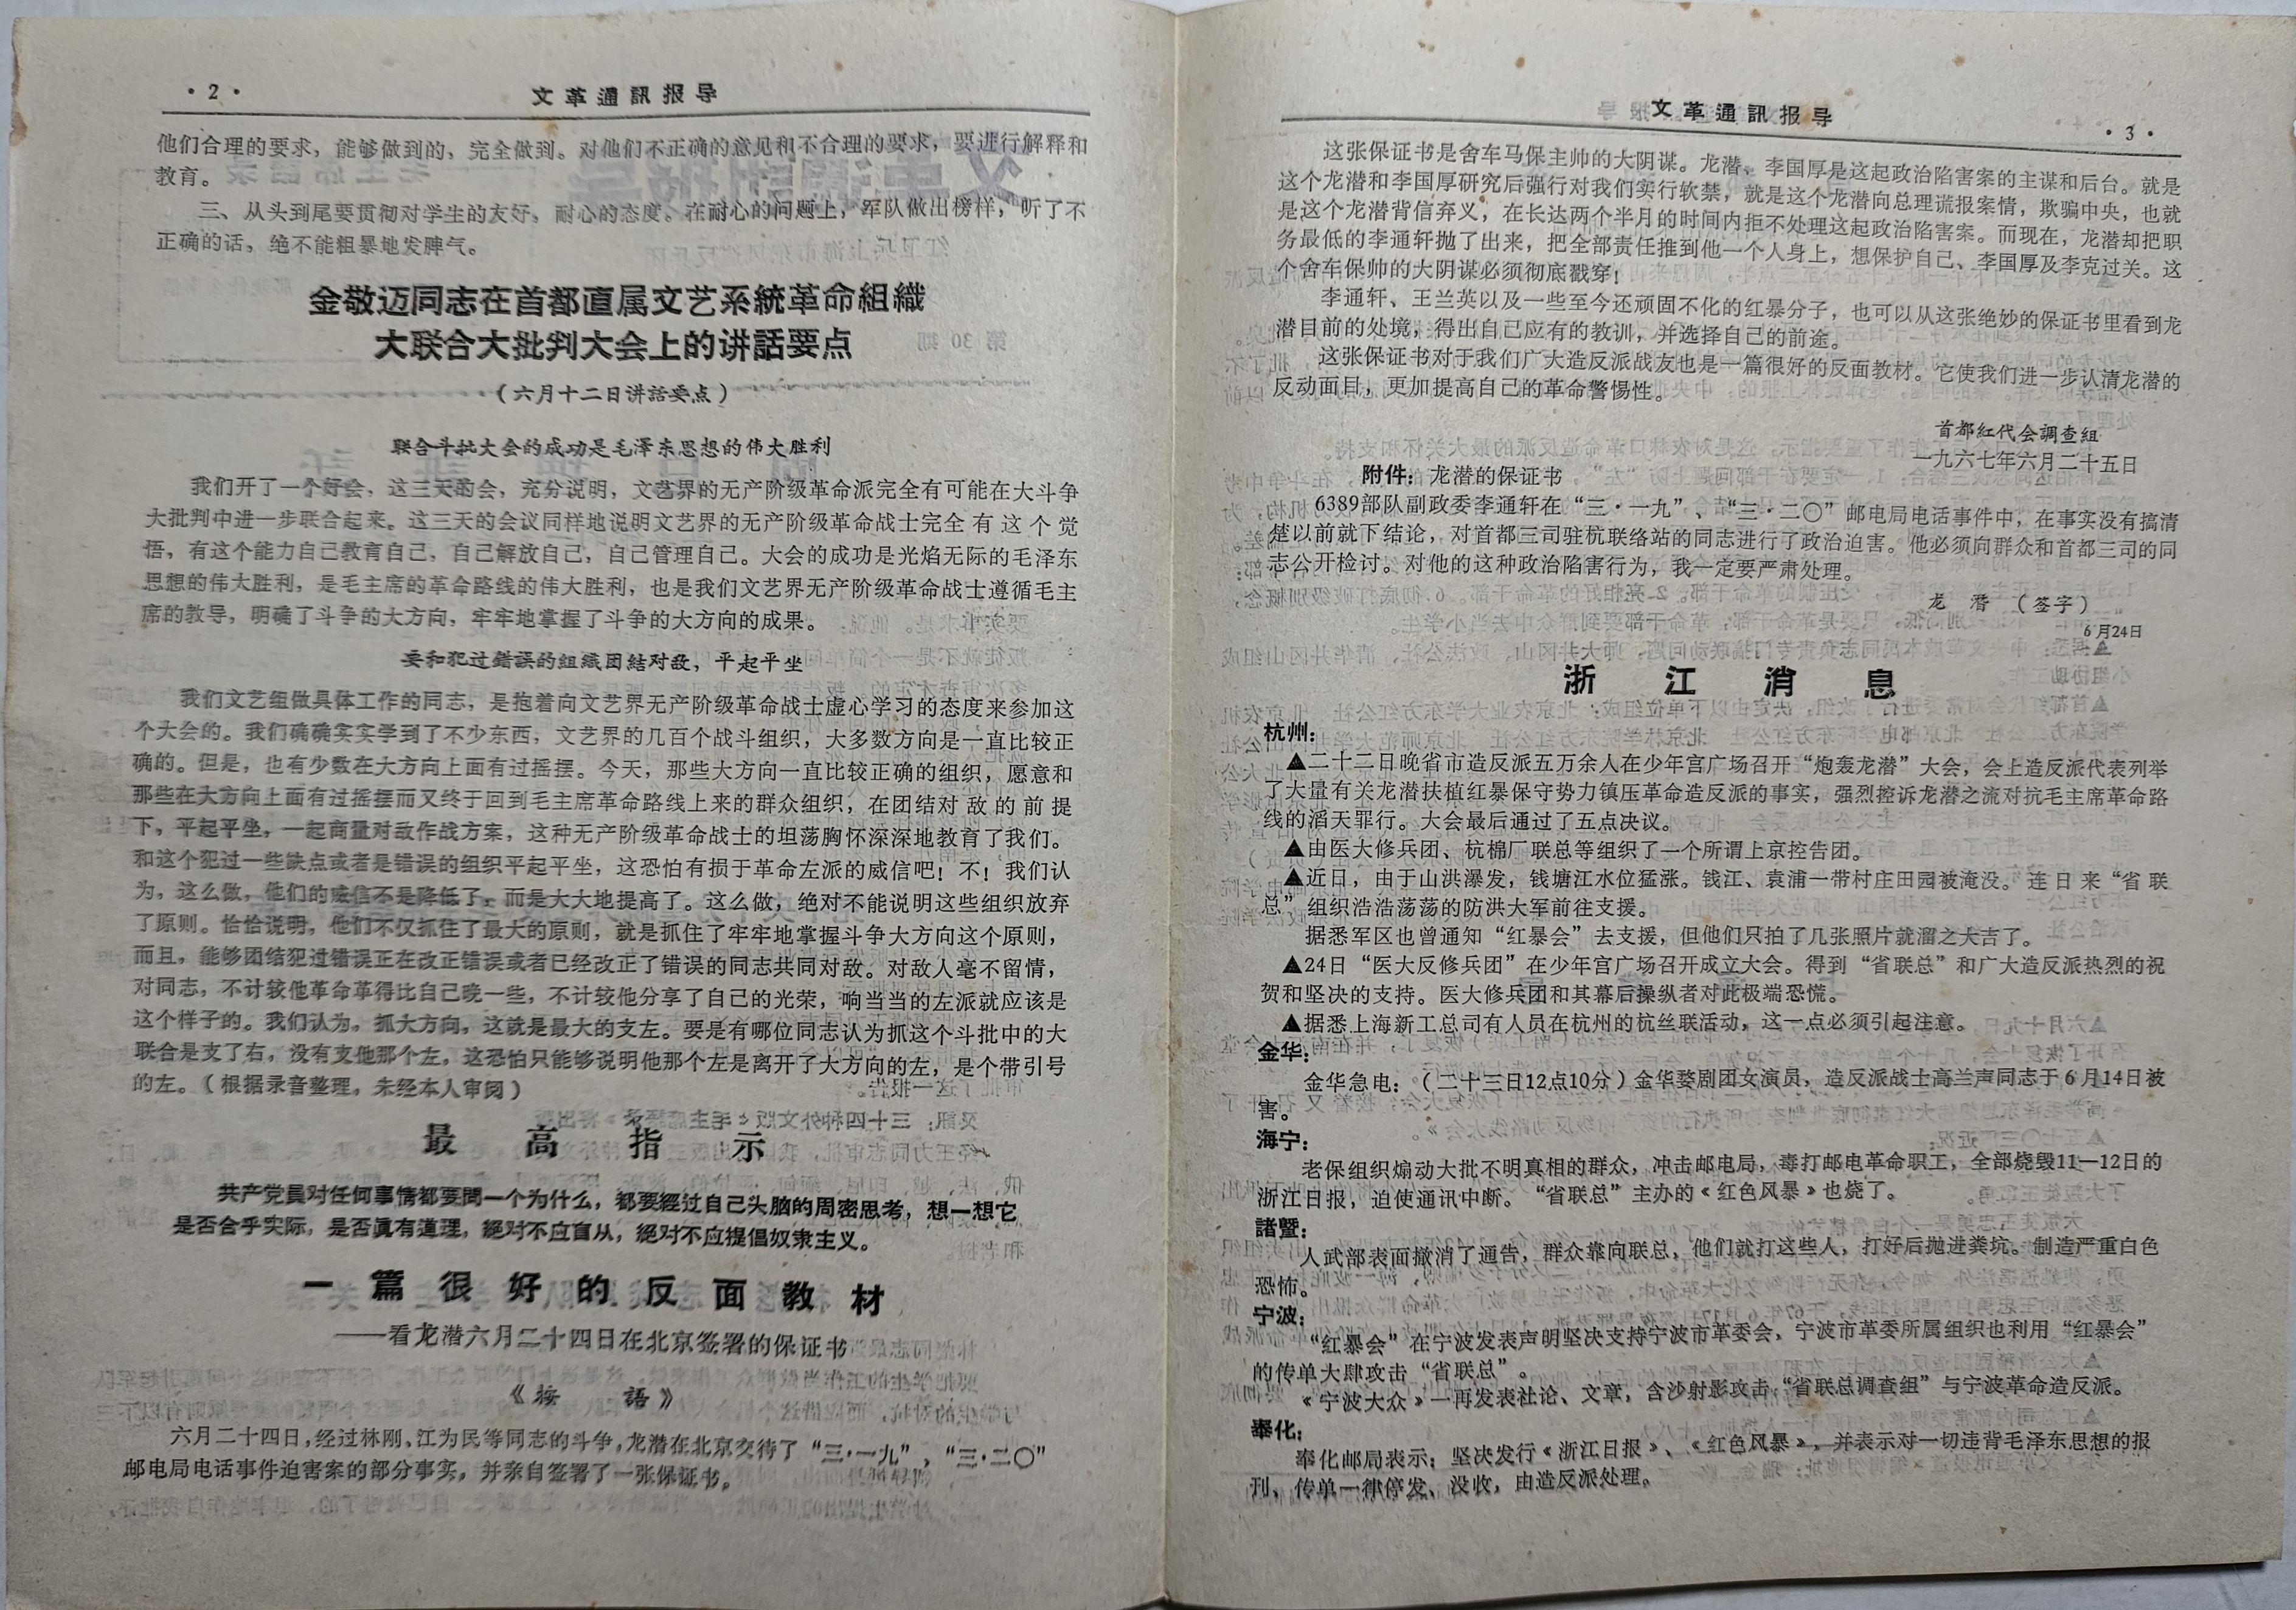 ·2·
文革通訊报导
他们合理的要求，能够做到的，完全做到。对他们不正确的意见和不合理的要求，要进行解释和
教育。
三、从头到尾要贯彻对学生的友好、耐心的态度。在耐心的问题上，军队做出榜样，听了不
正确的话，绝不能粗暴地发脾气。
金敬迈同志在首都直属文艺系統革命組織
大联合大批判大会上的讲話要点
（六月十二日讲話要点）
联合斗批大会的成功是毛泽东思想的伟大胜利
我们开了一个好会，这三天的会，充分说明，文艺界的无产阶级革命派完全有可能在大斗争
大批判中进一步联合起来。这三天的会议同样地说明文艺界的无产阶级革命战士完全有这个觉
悟，有这个能力自己教育自己，自己解放自己，自己管理自己。大会的成功是光焰无际的毛泽东
思想的伟大胜利，是毛主席的革命路线的伟大胜利，也是我们文艺界无产阶级革命战士遵循毛主
席的教导，明确了斗争的大方向，牢牢地掌握了斗争的大方向的成果。
要和犯过错误的組織团結对敌，平起平坐
我们文艺组做具体工作的同志，是抱着向文艺界无产阶级革命战士虚心学习的态度来参加这
个大会的。我们确确实实学到了不少东西，文艺界的几百个战斗组织，大多数方向是一直比较正
确的。但是，也有少数在大方向上面有过摇摆。今天，那些大方向一直比较正确的组织，愿意和
那些在大方向上面有过摇摆而又终于回到毛主席革命路线上来的群众组织，在团结对敌的前提
下，平起平坐，一起商量对敌作战方案，这种无产阶级革命战士的坦荡胸怀深深地教育了我们。
和这个犯过一些缺点或者是错误的组织平起平坐，这恐怕有损于革命左派的威信吧！不！我们认
为，这么做，他们的威信不是降低了，而是大大地提高了。这么做，绝对不能说明这些组织放弃
了原则。恰恰说明，他们不仅抓住了最大的原则，就是抓住了牢牢地掌握斗争大方向这个原则，
而且，能够团结犯过错误正在改正错误或者已经改正了错误的同志共同对敌。对敌人毫不留情，
对同志，不计较他革命革得比自己晚一些，不计较他分享了自己的光荣，响当当的左派就应该是
这个样子的。我们认为，抓大方向，这就是最大的支左。要是有哪位同志认为抓这个斗批中的大
联合是支了右，没有支他那个左，这恐怕只能够说明他那个左是离开了大方向的左，是个带引号
的左。（根据录音整理，未经本人审阅）
最高指示
共产党員对任何事情都要問一个为什么，都要經过自己头脑的周密思考，想一想它
是否合乎实际，是否眞有道理，絕对不应盲从，絕对不应提倡奴隶主义。
一篇很好的反面教材
——看龙潜六月二十四日在北京签署的保证书
《按語》
六月二十四日，经过林刚、江为民等同志的斗争，龙潜在北京交待了“三·一九”，“三·二〇”
邮电局电话事件迫害案的部分事实，并亲自签署了一张保证书。
文革通訊报导
·3·
这张保证书是舍车马保主帅的大阴谋。龙潜、李国厚是这起政治陷害案的主谋和后台。就是
这个龙潜和李国厚研究后强行对我们实行软禁，就是这个龙潜向总理谎报案情，欺骗中央，也就
是这个龙潜背信弃义，在长达两个半月的时间内拒不处理这起政治陷害案。而现在，龙潜却把职
务最低的李通轩抛了出来，把全部责任推到他一个人身上，想保护自己、李国厚及李克过关。这
个舍车保帅的大阴谋必须彻底戳穿！
李通轩、王兰英以及一些至今还顽固不化的红暴分子，也可以从这张绝妙的保证书里看到龙
潜目前的处境，得出自己应有的教训，并选择自己的前途。
这张保证书对于我们广大造反派战友也是一篇很好的反面教材。它使我们进一步认清龙潜的
反动面目，更加提高自己的革命警惕性。
首都紅代会調查組
一九六七年六月二十五日
附件：龙潜的保证书
6389部队副政委李通轩在“三·一九”、“三·二〇”邮电局电话事件中，在事实没有搞清
楚以前就下结论，对首都三司驻杭联络站的同志进行了政治迫害。他必须向群众和首都三司的同
志公开检讨。对他的这种政治陷害行为，我一定要严肃处理。
龙潜（签字）
6月24日
浙江消息
杭州：
▲二十二日晚省市造反派五万余人在少年宫广场召开“炮轰龙潜”大会，会上造反派代表列举
了大量有关龙潜扶植红暴保守势力镇压革命造反派的事实，强烈控诉龙潜之流对抗毛主席革命路
线的滔天罪行。大会最后通过了五点决议。
▲由医大修兵团、杭棉厂联总等组织了一个所谓上京控告团。
▲近日，由于山洪瀑发，钱塘江水位猛涨。钱江、袁浦一带村庄田园被淹没。连日来“省联
总”组织浩浩荡荡的防洪大军前往支援。
据悉军区也曾通知“红暴会”去支援，但他们只拍了几张照片就溜之大吉了。
▲24日“医大反修兵团”在少年宫广场召开成立大会。得到“省联总”和广大造反派热烈的祝
贺和坚决的支持。医大修兵团和其幕后操纵者对此极端恐慌。
▲据悉上海新工总司有人员在杭州的杭丝联活动，这一点必须引起注意。
金华：
金华急电：（二十三日12点10分）金华婺剧团女演员，造反派战士高兰声同志于6月14日被
害。
海宁：
老保组织煽动大批不明真相的群众，冲击邮电局，毒打邮电革命职工，全部烧毁11—12日的
浙江日报，迫使通讯中断。“省联总”主办的《红色风暴》也烧了。
諸暨：
人武部表面撤消了通告，群众靠向联总，他们就打这些人，打好后抛进粪坑。制造严重白色
恐怖。
宁波：
“红暴会”在宁波发表声明坚决支持宁波市革委会，宁波市革委所属组织也利用“红暴会”
的传单大肆攻击“省联总”。
《宁波大众》一再发表社论、文章，含沙射影攻击“省联总调查组”与宁波革命造反派。
奉化：
奉化邮局表示：坚决发行《浙江日报》、《红色风暴》，并表示对一切违背毛泽东思想的报
刊、传单一律停发、没收，由造反派处理。